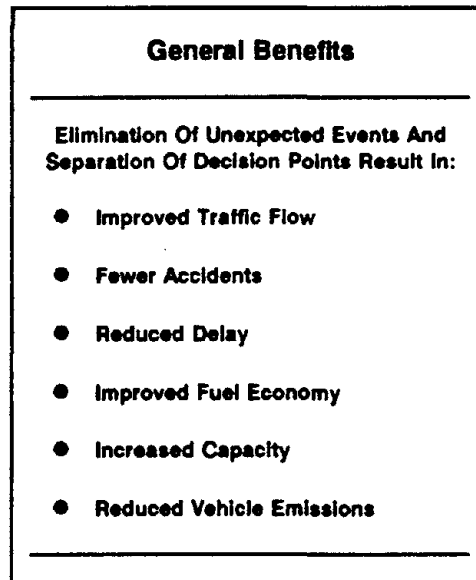 General Benefits
Elimination Of Unexpected Events And
Separation Of Decision Points Result In:
● Improved Traffic Flow
● Fewer Accidents
● Reduced Delay
● Improved Fuel Economy
● Increased Capacity
● Reduced Vehicle Emissions